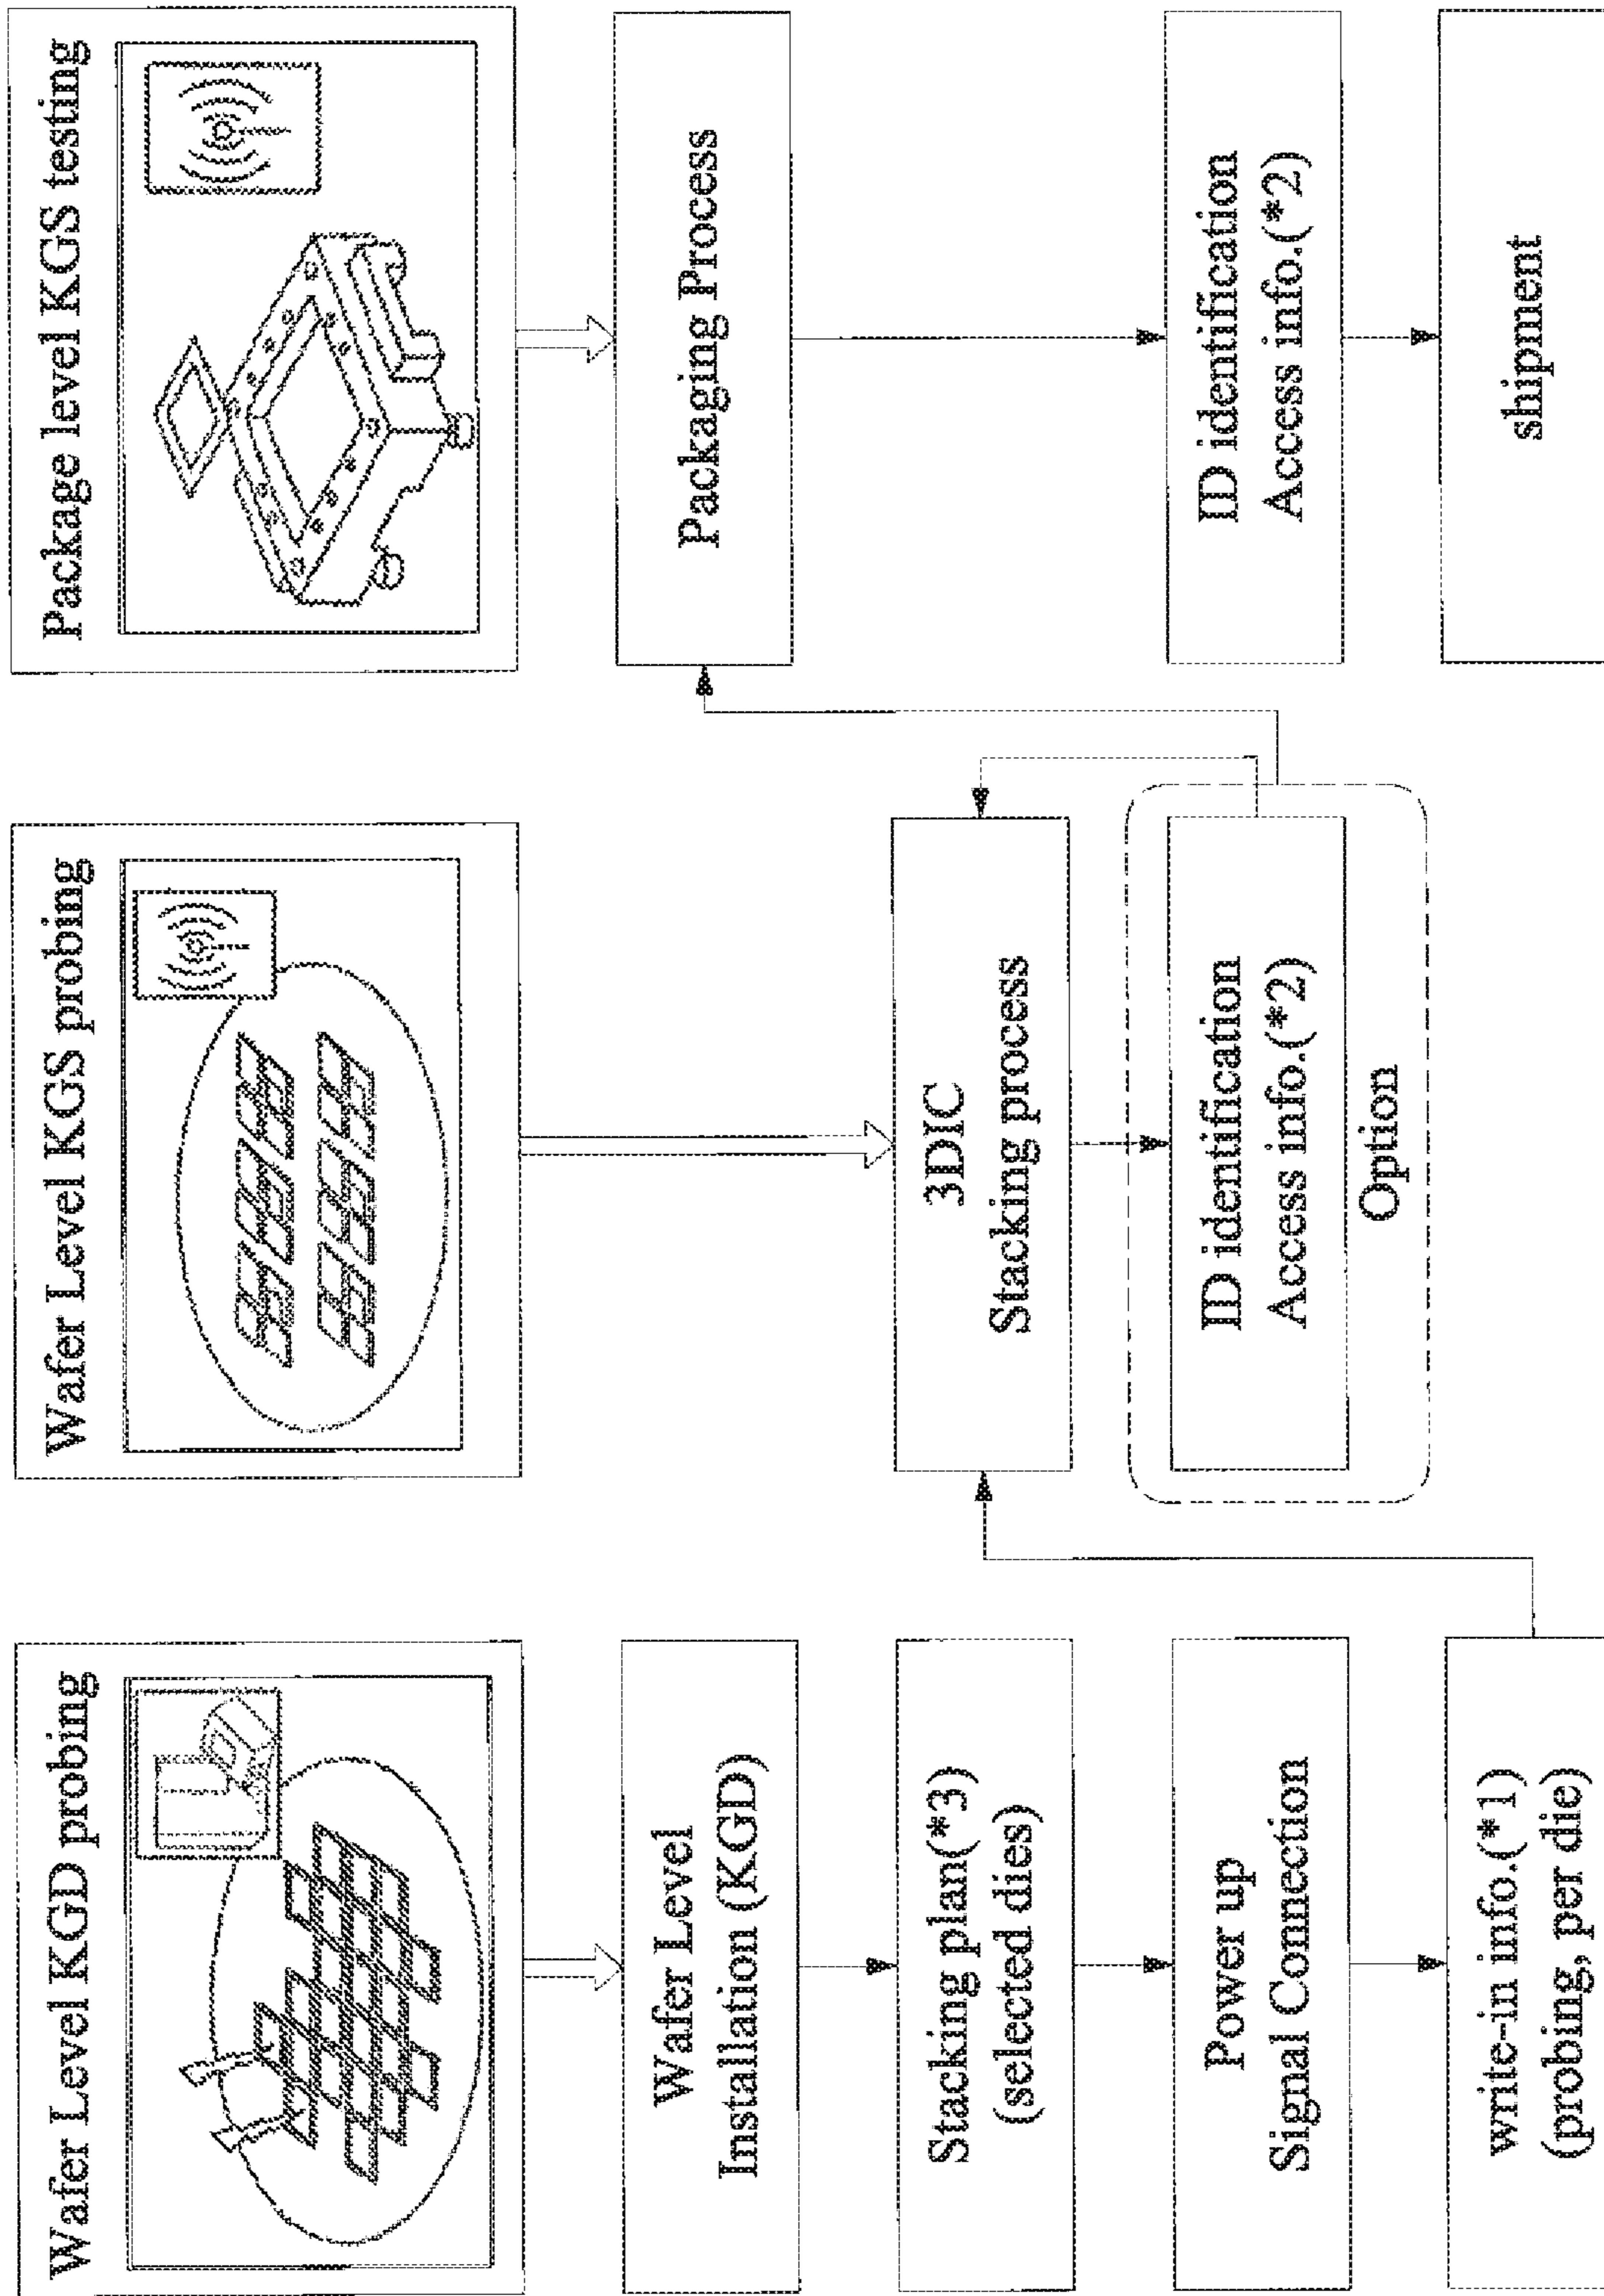 Wafer Level KGD probing
Wafer Level
Installation (KGD)
Stacking plan(*3)
(selected dies)
Power up
Signal Connection
write-in info.(*1)
(probing, per die)
Wafer Level KGS probing
3DIC
Stacking process
ID identification
Access info.(*2)
Option
Package level KGS testing
Packaging Process
ID identification
Access info.(*2)
shipment